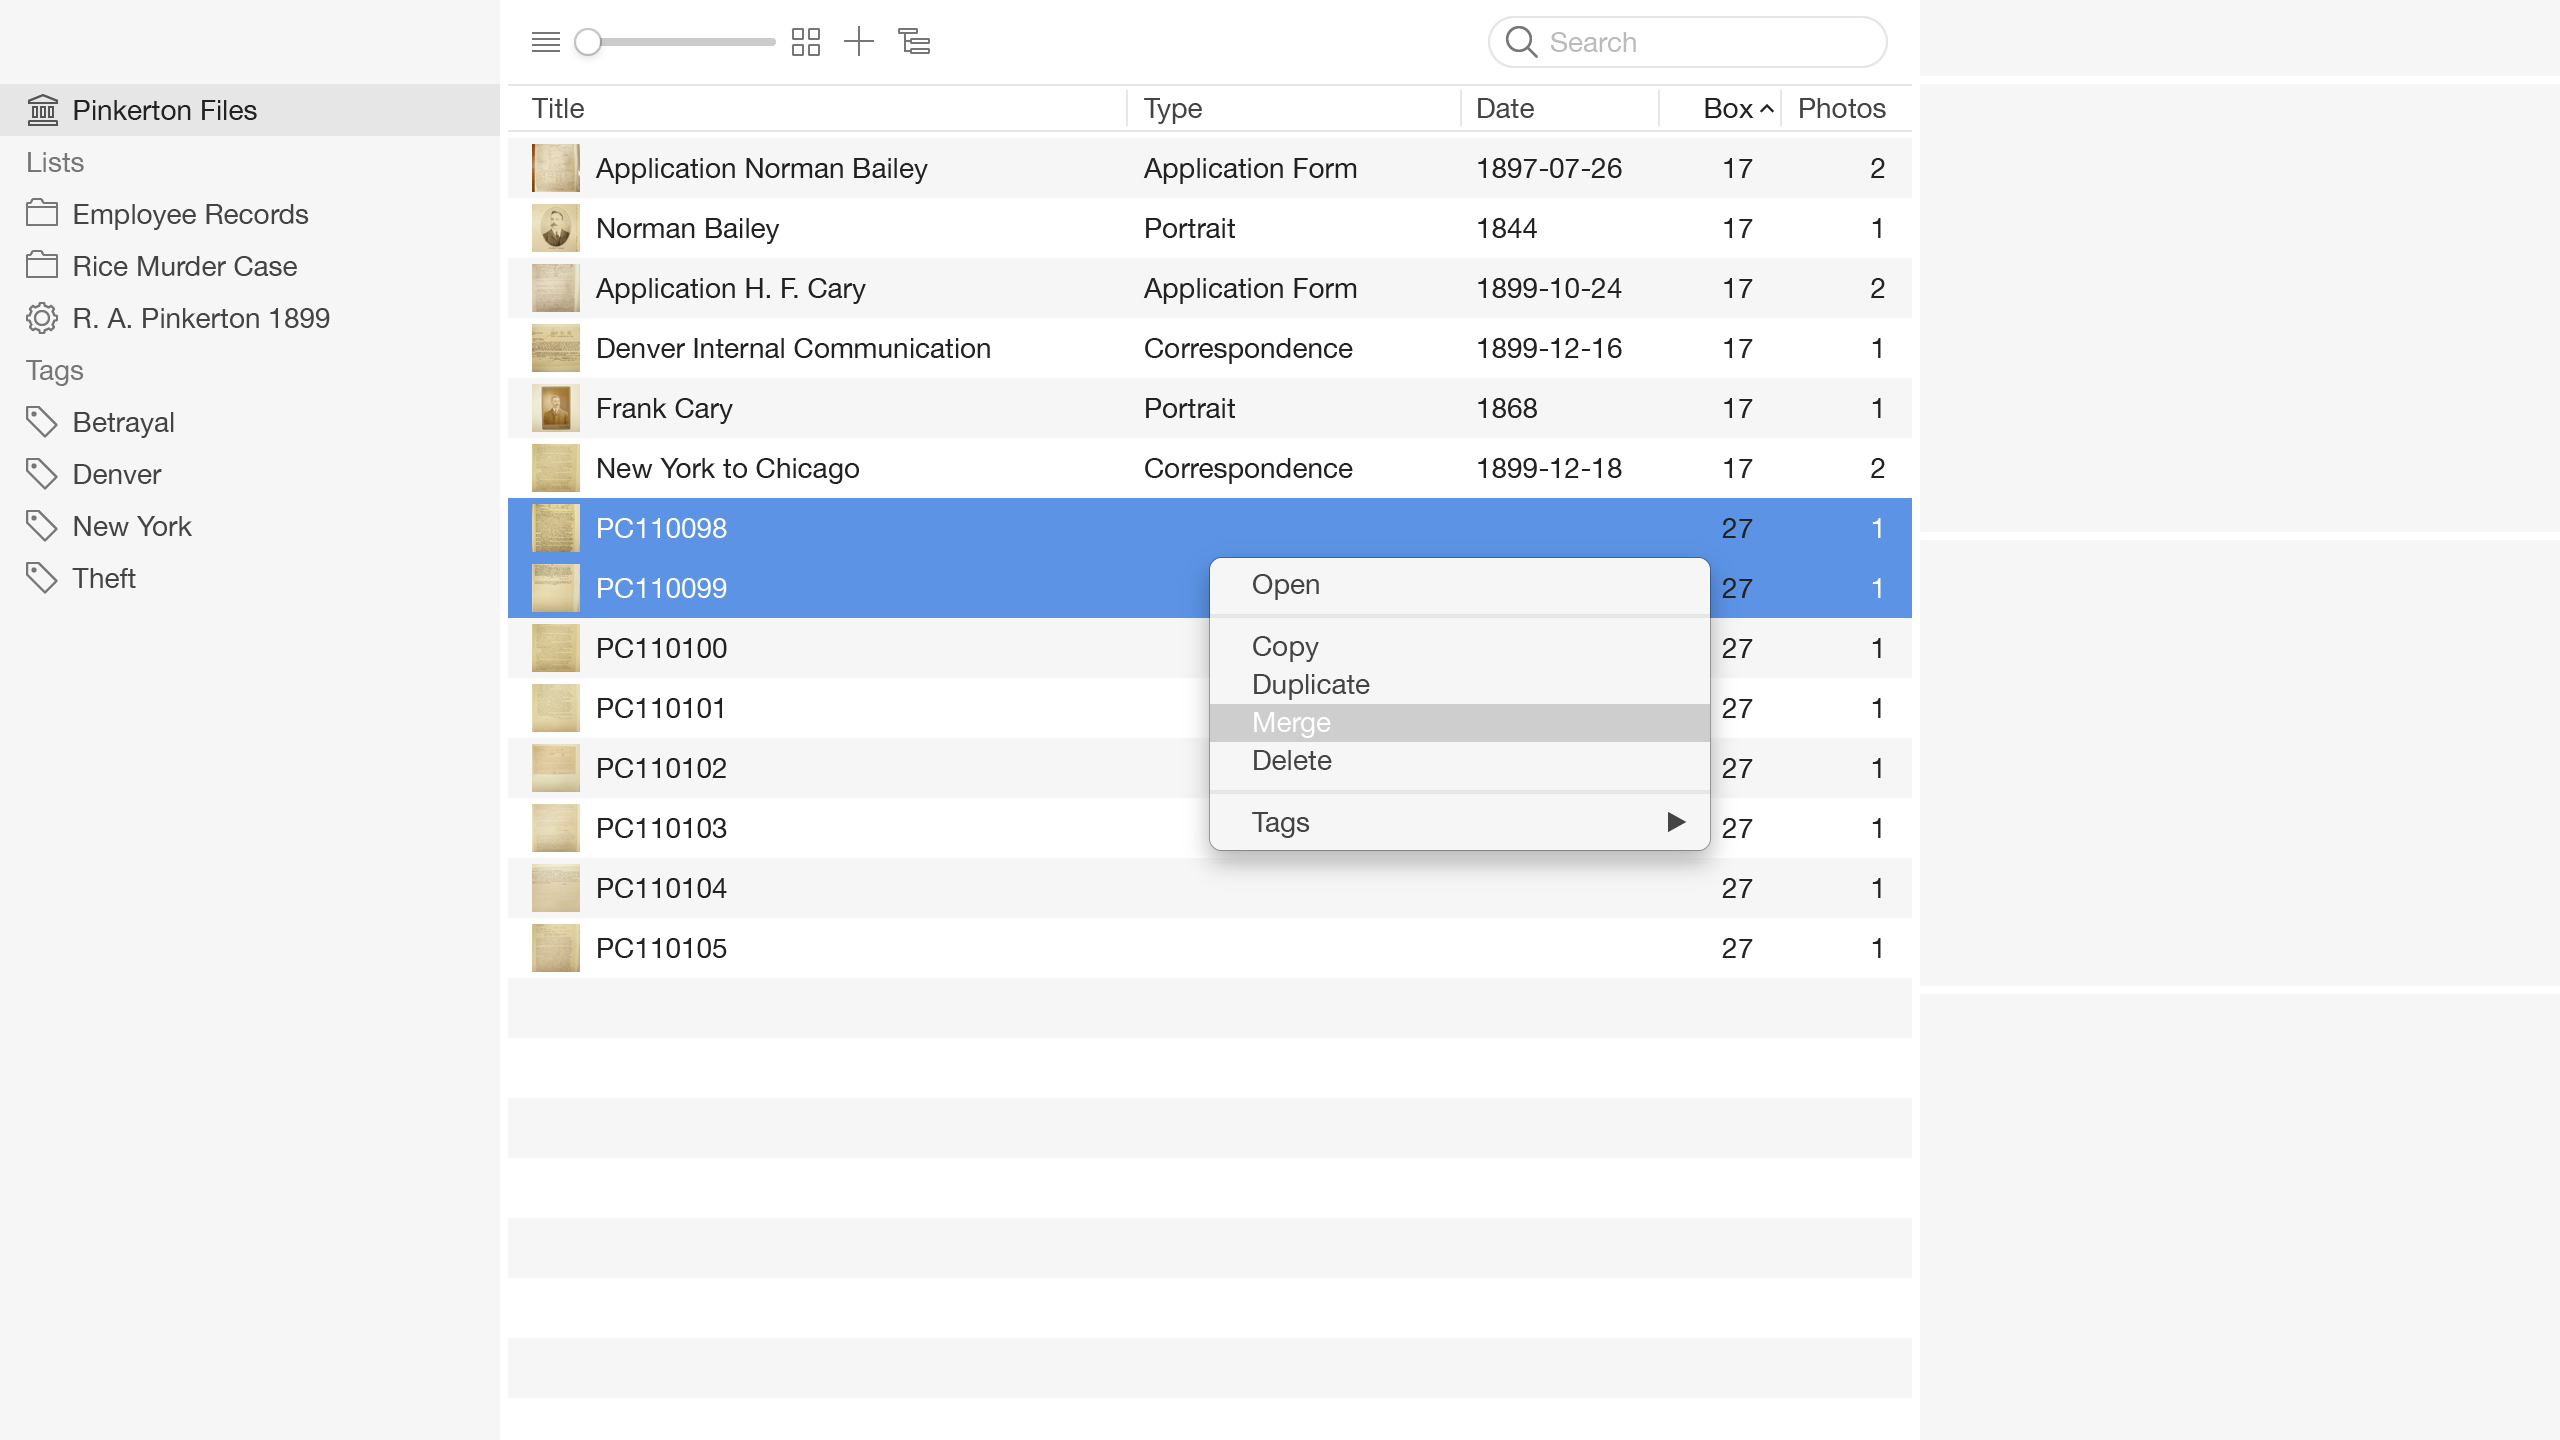 Search
Pinkerton Files
Lists
Employee Records
Rice Murder Case
R. A. Pinkerton 1899
Tags
Betrayal
Denver
New York
Theft
Title Type Date Box Photos
Application Norman Bailey Application Form 1897-07-26 17 2
Norman Bailey Portrait 1844 17 1
Application H. F. Cary Application Form 1899-10-24 17 2
Denver Internal Communication Correspondence 1899-12-16 17 1
Frank Cary Portrait 1868 17 1
New York to Chicago Correspondence 1899-12-18 17 2
PC110098 27 1
PC110099 27 1
PC110100 27 1
PC110101 27 1
PC110102 27 1
PC110103 27 1
PC110104 27 1
PC110105 27 1
Open
Copy
Duplicate
Merge
Delete
Tags